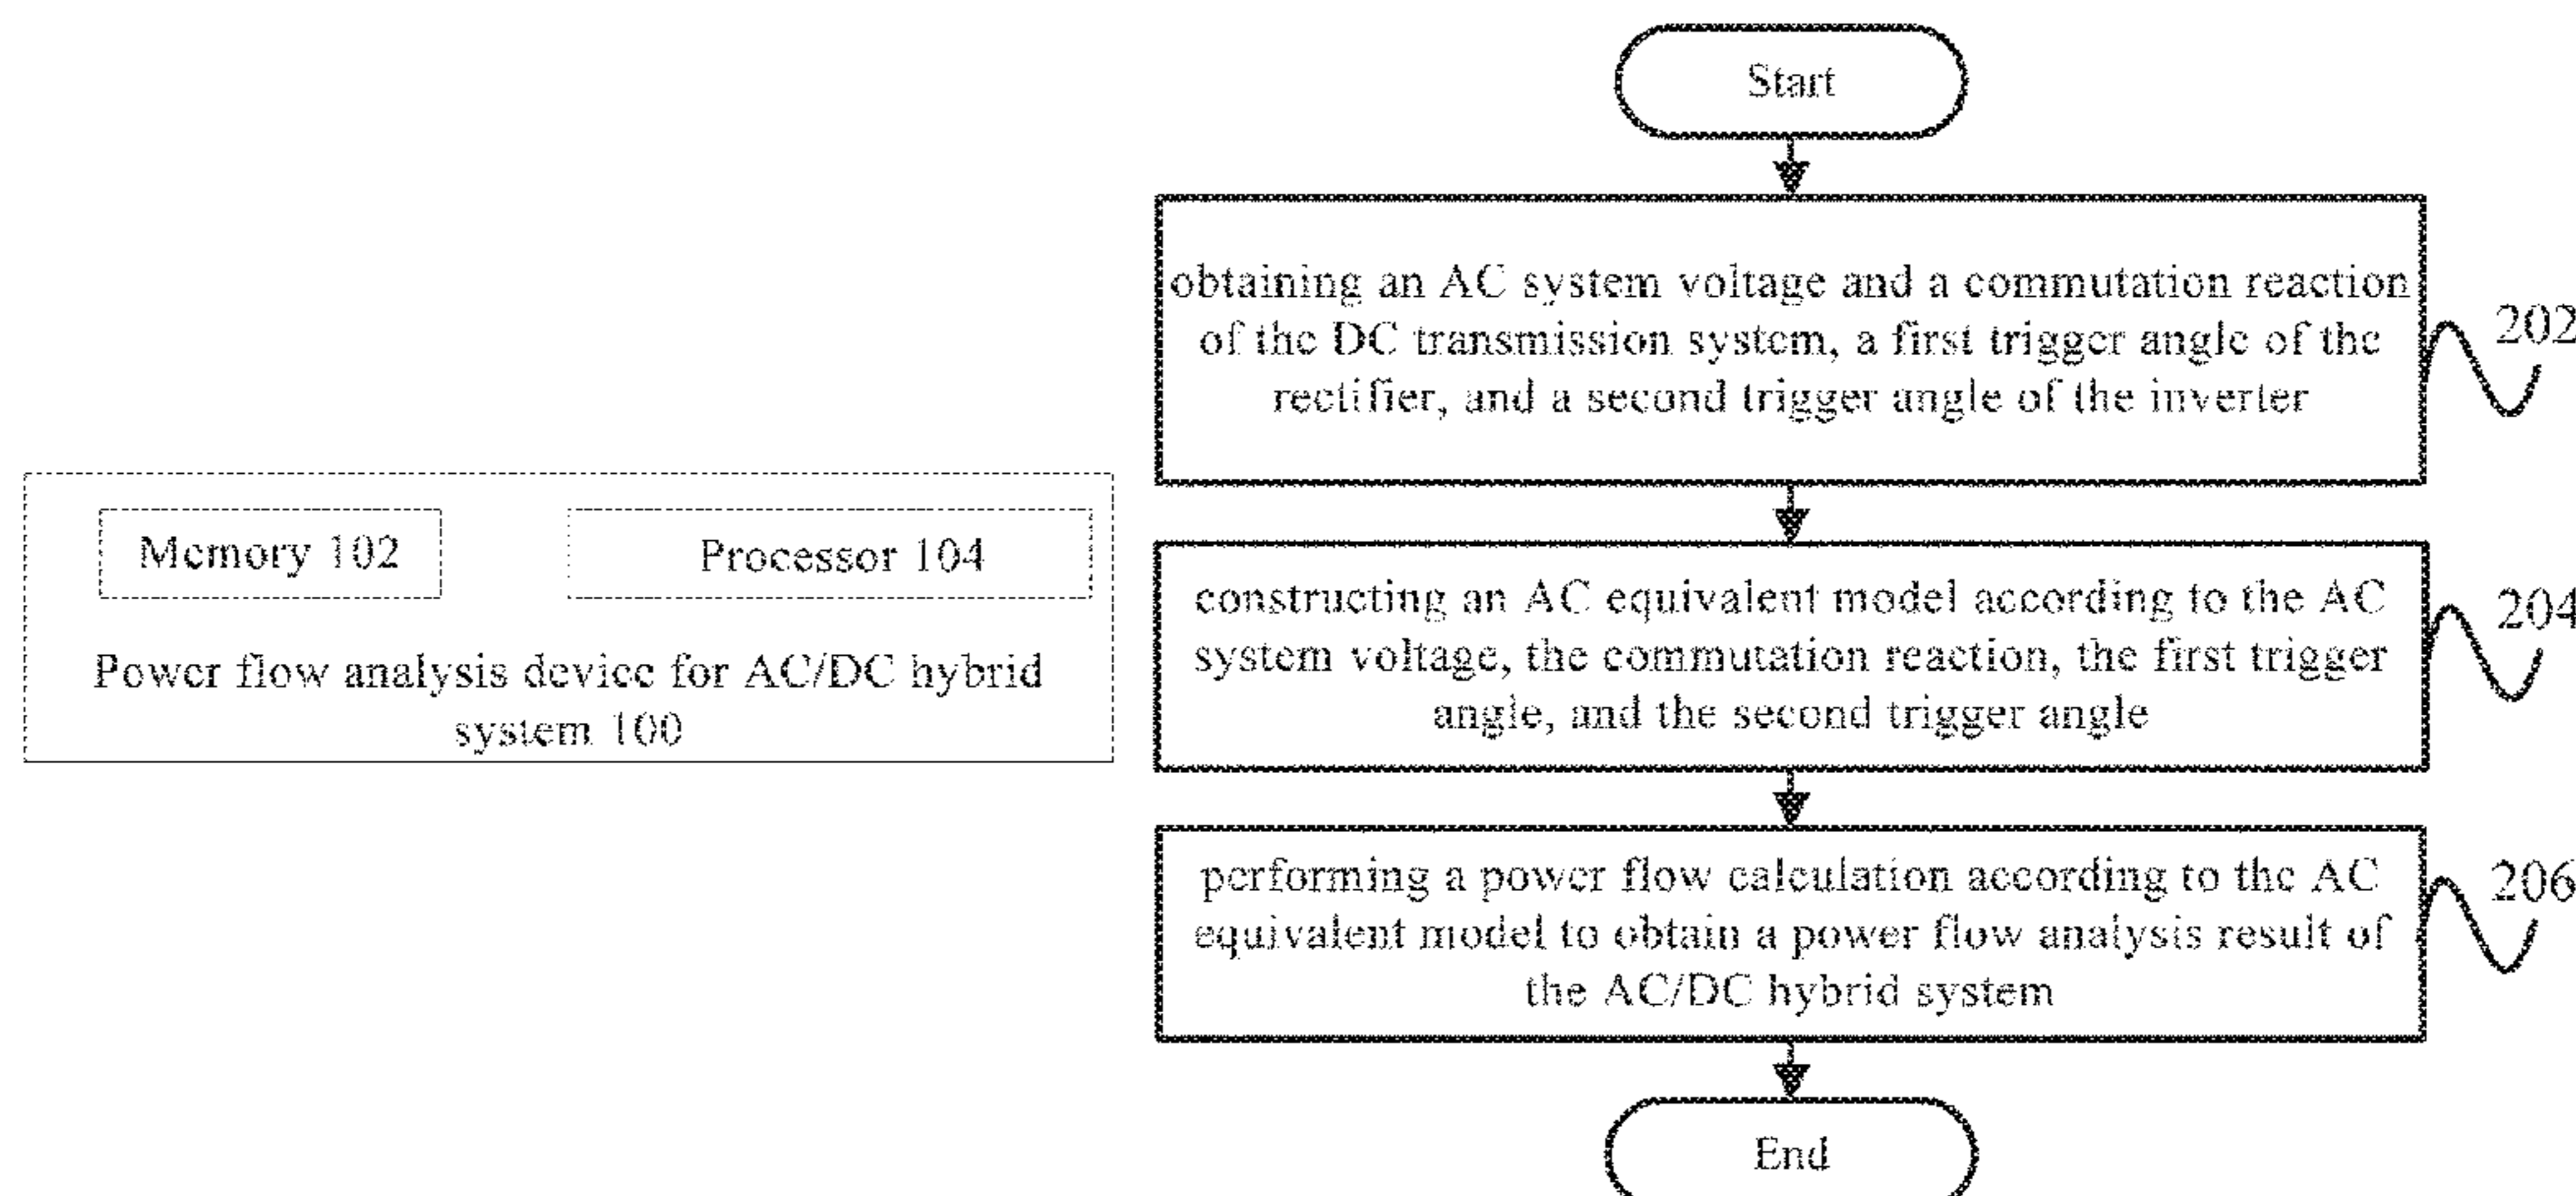 Start
obtaining an AC system voltage and a commutation reaction
of the DC transmission system, a first trigger angle of the
rectifier, and a second trigger angle of the inverter
202
Memory 102
Processor 104
Power flow analysis device for AC/DC hybrid
system 100
constructing an AC equivalent model according to the AC
system voltage, the commutation reaction, the first trigger
angle, and the second trigger angle
204
performing a power flow calculation according to the AC
equivalent model to obtain a power flow analysis result of
the AC/DC hybrid system
206
End